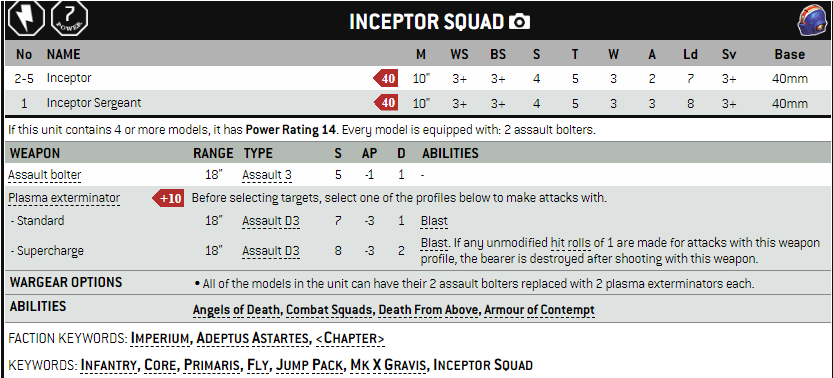 7
POWER
INCEPTOR SQUAD
No NAME M WS BS S T W A Ld Sv Base
2-5 Inceptor 40 10" 3+ 3+ 4 5 3 2 7 3+ 40mm
1 Inceptor Sergeant 40 10" 3+ 3+ 4 5 3 3 8 3+ 40mm
If this unit contains 4 or more models, it has Power Rating 14. Every model is equipped with: 2 assault bolters.
WEAPON RANGE TYPE S AP D ABILITIES
Assault bolter 18" Assault 3 5 -1 1 -
Plasma exterminator +10 Before selecting targets, select one of the profiles below to make attacks with.
- Standard 18" Assault D3 7 -3 1 Blast
- Supercharge 18" Assault D3 8 -3 2 Blast. If any unmodified hit rolls of 1 are made for attacks with this weapon
profile, the bearer is destroyed after shooting with this weapon.
WARGEAR OPTIONS • All of the models in the unit can have their 2 assault bolters replaced with 2 plasma exterminators each.
ABILITIES Angels of Death, Combat Squads, Death From Above, Armour of Contempt
FACTION KEYWORDS: IMPERIUM, ADEPTUS ASTARTES, <CHAPTER>
KEYWORDS: INFANTRY, CORE, PRIMARIS, FLY, JUMP PACK, MK X GRAVIS, INCEPTOR SQUAD